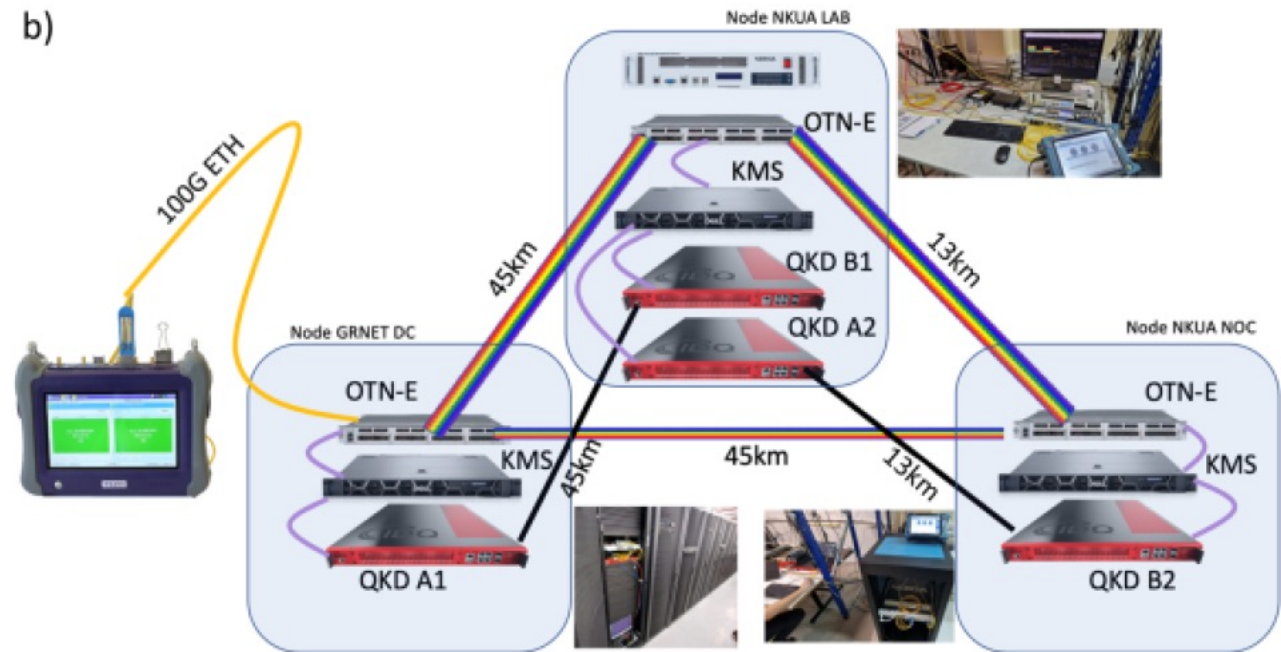 b)
Node NKUA LAB
NOKIA
OTN-E
KMS
QKD B1
QKD A2
100G ETH
45km
13km
Node GRNET DC
OTN-E
KMS
QKD A1
45km
45km
13km
Node NKUA NOC
OTN-E
KMS
QKD B2